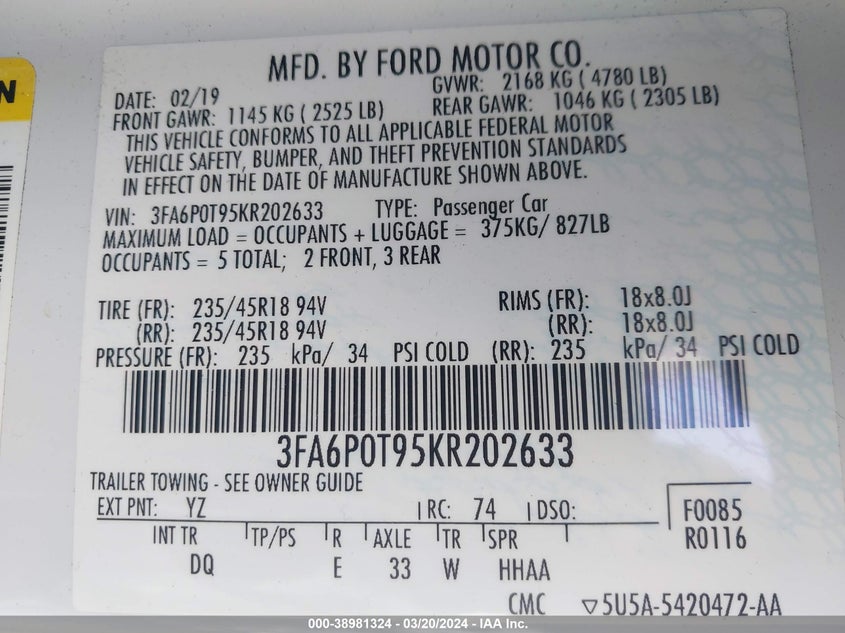 N
MFD. BY FORD MOTOR CO.
DATE: 02/19 GVWR: 2168 KG ( 4780 LB)
FRONT GAWR: 1145 KG ( 2525 LB) REAR GAWR: 1046 KG ( 2305 LB)
THIS VEHICLE CONFORMS TO ALL APPLICABLE FEDERAL MOTOR
VEHICLE SAFETY, BUMPER, AND THEFT PREVENTION STANDARDS
IN EFFECT ON THE DATE OF MANUFACTURE SHOWN ABOVE.
VIN: 3FA6P0T95KR202633 TYPE: Passenger Car
MAXIMUM LOAD = OCCUPANTS + LUGGAGE = 375KG/ 827LB
OCCUPANTS = 5 TOTAL; 2 FRONT, 3 REAR
TIRE (FR): 235/45R18 94V RIMS (FR): 18x8.0J
(RR): 235/45R18 94V (RR): 18x8.0J
PRESSURE (FR): 235 kPa/ 34 PSI COLD (RR): 235 kPa/ 34 PSI COLD
3FA6P0T95KR202633
TRAILER TOWING - SEE OWNER GUIDE
EXT PNT: YZ RC: 74 DSO: F0085
R0116
INT TR TP/PS R AXLE TR SPR
DQ E 33 W HHAA
CMC ▽5U5A-5420472-AA
000-38981324 / 03/20/2024 - IAA Inc.